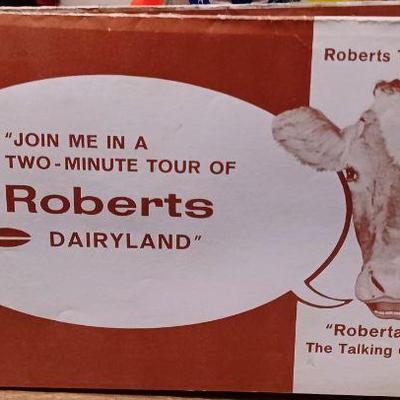 Roberts
"JOIN ME IN A
TWO-MINUTE TOUR OF
Roberts
DAIRYLAND"
"Roberta
The Talking